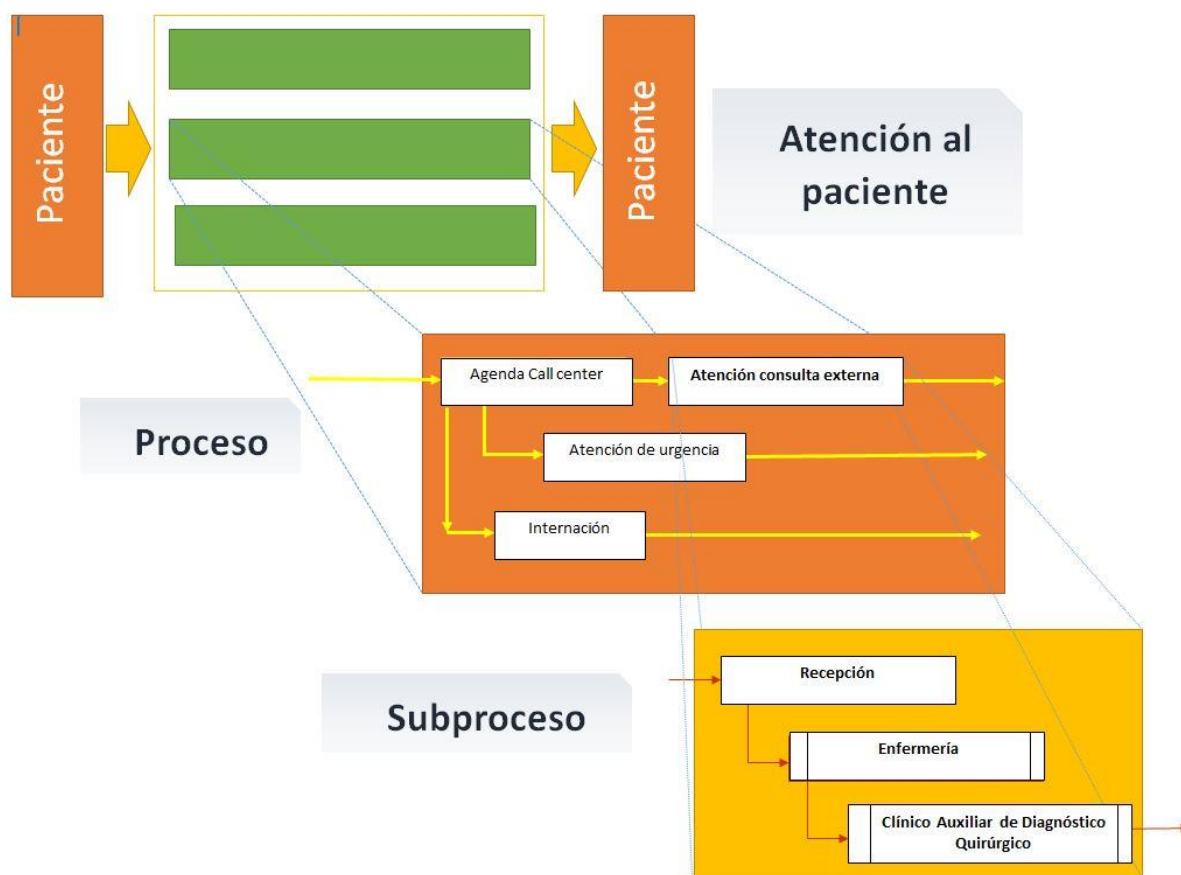 Paciente
Paciente
Atención al
paciente
Proceso
Agenda Call center
Atención consulta externa
Atención de urgencia
Internación
Subproceso
Recepción
Enfermería
Clínico Auxiliar de Diagnóstico
Quirúrgico